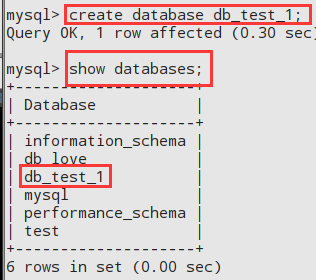 mysql> create database db_test_1;
Query OK, 1 row affected (0.30 sec)
mysql> show databases;
+--------------------+
| Database           |
+--------------------+
| information_schema |
| db_love            |
| db_test_1          |
| mysql              |
| performance_schema |
| test               |
+--------------------+
6 rows in set (0.00 sec)